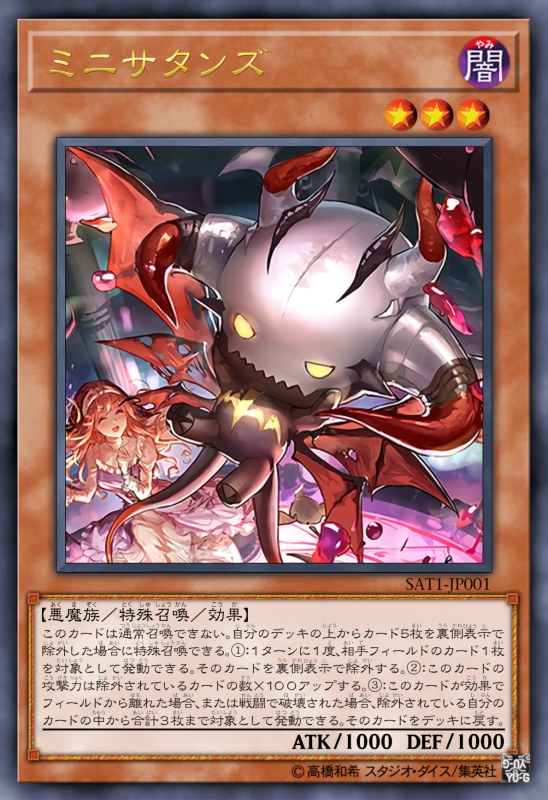 ミニサタンズ
やみ
闇
SAT1-JP001
【悪魔族／特殊召喚／効果】
このカードは通常召喚できない。自分のデッキの上からカード5枚を裏側表示で
除外した場合に特殊召喚できる。①：1ターンに1度、相手フィールドのカード1枚
を対象として発動できる。そのカードを裏側表示で除外する。②：このカードの
攻撃力は除外されているカードの数×100アップする。③：このカードが効果で
フィールドから離れた場合、または戦闘で破壊された場合、除外されている自分の
カードの中から合計3枚まで対象として発動できる。そのカードをデッキに戻す。
ATK/1000 DEF/1000
©高橋和希 スタジオ・ダイス/集英社